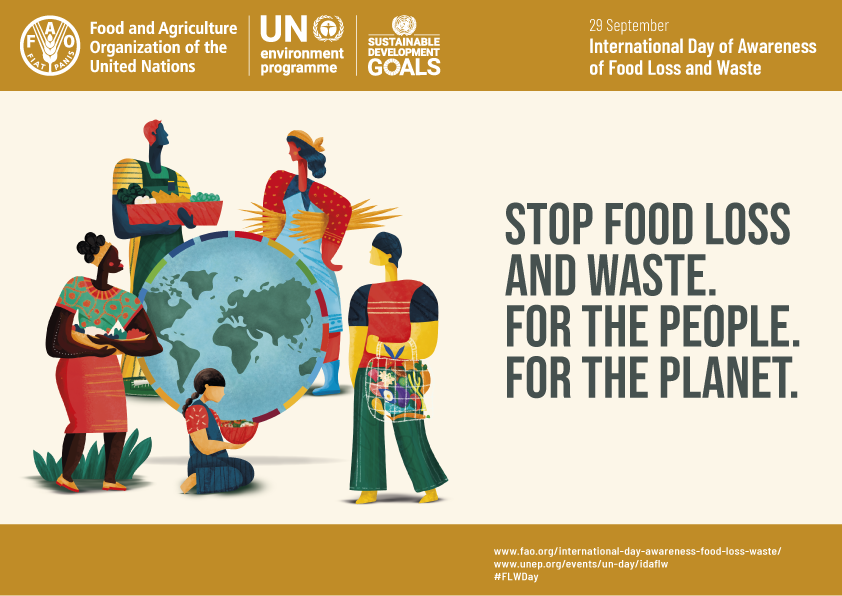 FAO
FIAT PANIS
Food and Agriculture
Organization of the
United Nations
UN
environment
programme
SUSTAINABLE
DEVELOPMENT
GOALS
29 September
International Day of Awareness
of Food Loss and Waste
STOP FOOD LOSS
AND WASTE.
FOR THE PEOPLE.
FOR THE PLANET.
www.fao.org/international-day-awareness-food-loss-waste/
www.unep.org/events/un-day/idaflw
#FLWDay